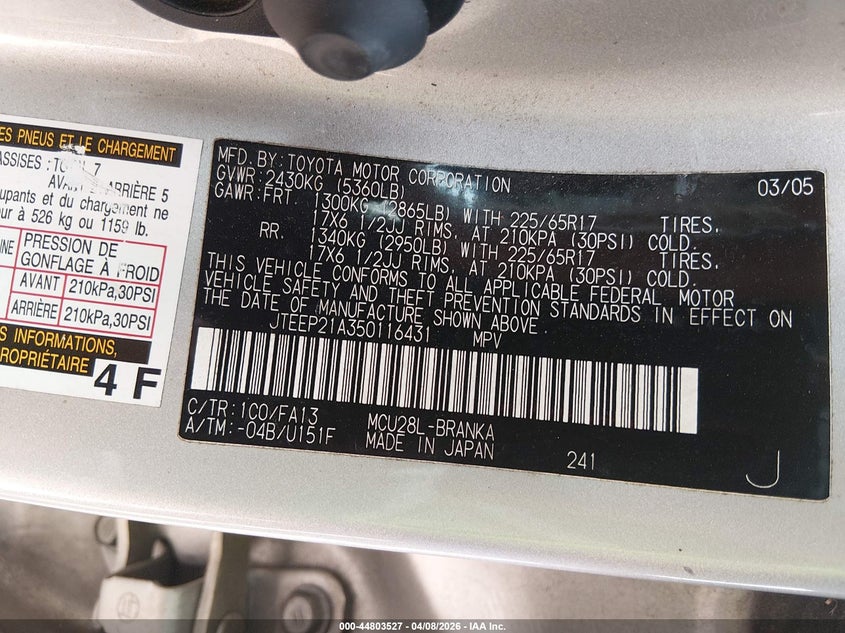 ES PNEUS ET LE CHARGEMENT
ASSISES : 7
ARRIÈRE 5
upants et du chargement ne
ur à 526 kg ou 1159 lb.
PRESSION DE
GONFLAGE À FROID
AVANT 210kPa,30PSI
ARRIÈRE 210kPa,30PSI
S INFORMATIONS,
PROPRIÉTAIRE
4 F
MFD. BY: TOYOTA MOTOR CORPORATION 03/05
GVWR: 2430KG (5360LB)
GAWR: FRT 1300KG (2865LB) WITH 225/65R17 TIRES,
17X6 1/2JJ RIMS, AT 210KPA (30PSI) COLD.
RR. 1340KG (2950LB) WITH 225/65R17 TIRES,
17X6 1/2JJ RIMS, AT 210KPA (30PSI) COLD.
THIS VEHICLE CONFORMS TO ALL APPLICABLE FEDERAL MOTOR
VEHICLE SAFETY AND THEFT PREVENTION STANDARDS IN EFFECT ON
THE DATE OF MANUFACTURE SHOWN ABOVE.
JTEEP21A350116431 MPV
C/TR: 1C0/FA13 MCU28L-BRANKA
A/TM: -04B/U151F MADE IN JAPAN
241 J
000-44803527 - 04/08/2026 - IAA Inc.